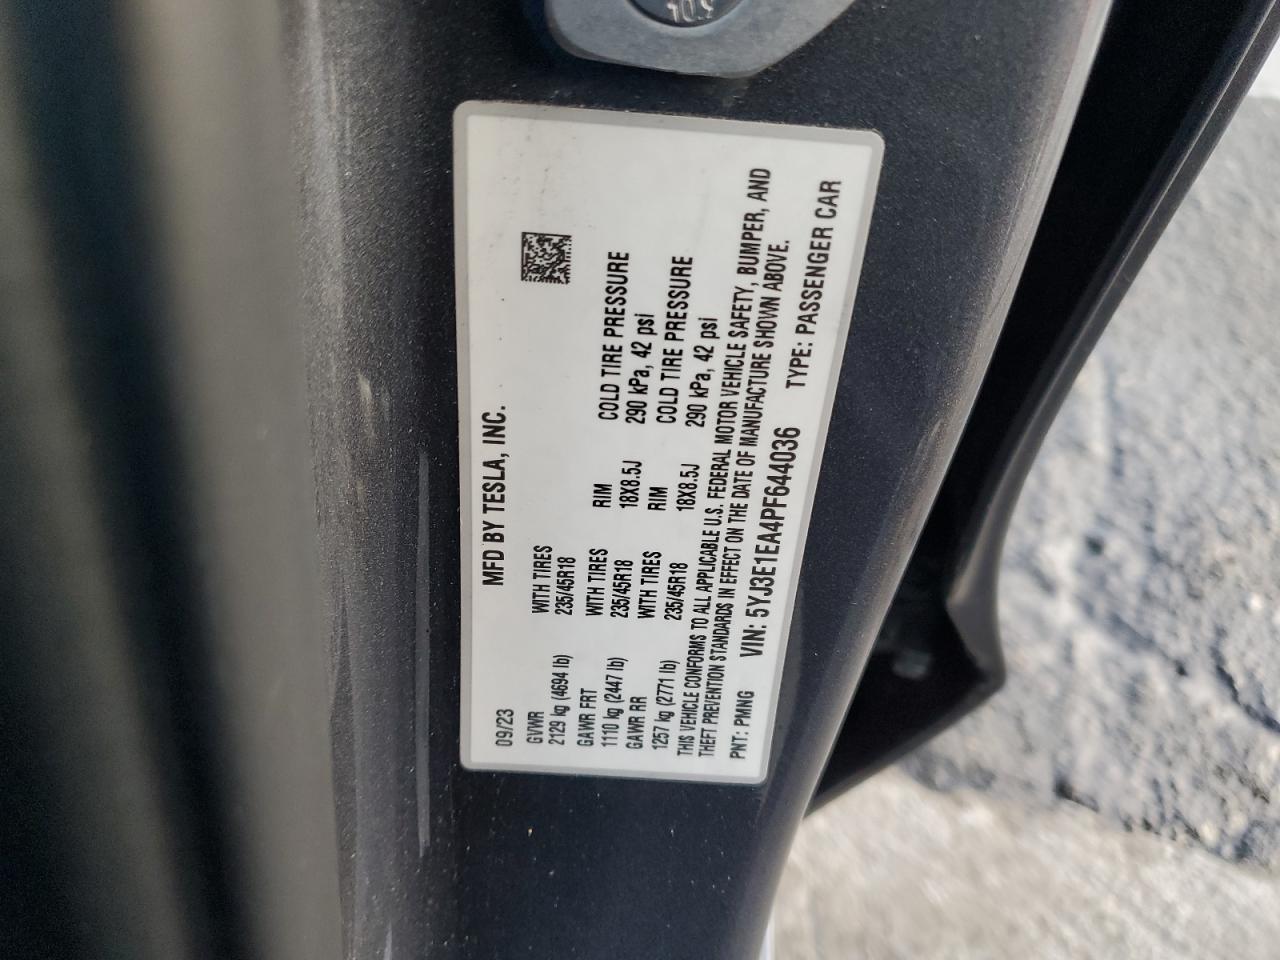 10.9
09/23 MFD BY TESLA, INC.
GVWR WITH TIRES
2129 kg (4694 lb) 235/45R18
GAWR FRT WITH TIRES RIM COLD TIRE PRESSURE
1110 kg (2447 lb) 235/45R18 18X8.5J 290 kPa, 42 psi
GAWR RR WITH TIRES RIM COLD TIRE PRESSURE
1257 kg (2771 lb) 235/45R18 18X8.5J 290 kPa, 42 psi
THIS VEHICLE CONFORMS TO ALL APPLICABLE U.S. FEDERAL MOTOR VEHICLE SAFETY, BUMPER, AND
THEFT PREVENTION STANDARDS IN EFFECT ON THE DATE OF MANUFACTURE SHOWN ABOVE.
PNT: PMNG VIN: 5YJ3E1EA4PF644036 TYPE: PASSENGER CAR